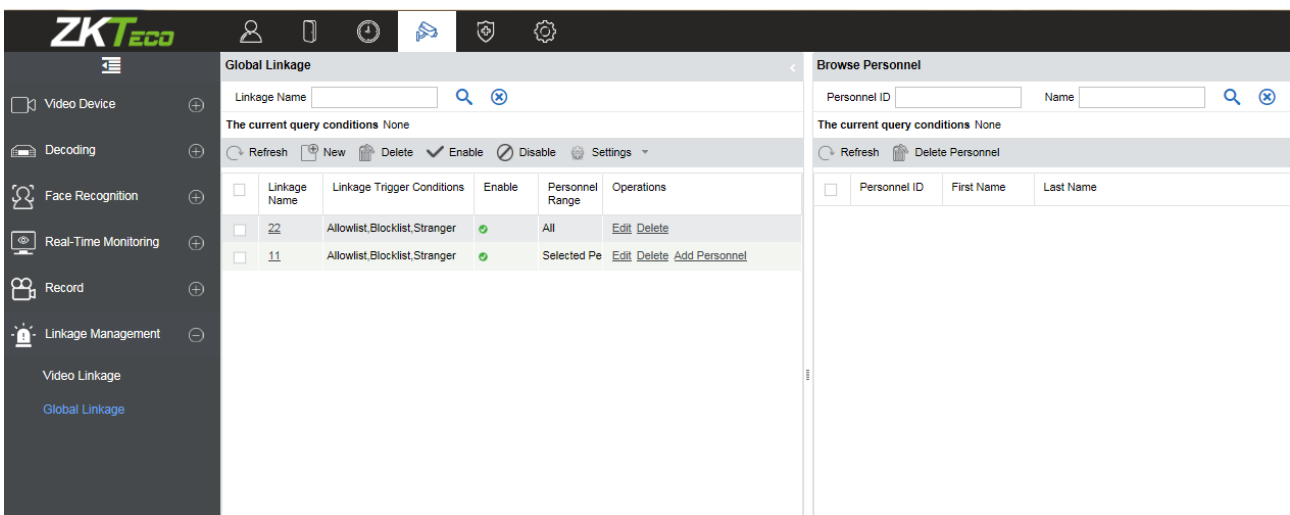 ZKTeco
Video Device
Decoding
Face Recognition
Real-Time Monitoring
Record
Linkage Management
Video Linkage
Global Linkage
Global Linkage
Linkage Name
The current query conditions None
Refresh New Delete Enable Disable Settings
Linkage Name Linkage Trigger Conditions Enable Personnel Range Operations
22 Allowlist,Blocklist,Stranger All Edit Delete
11 Allowlist,Blocklist,Stranger Selected Pe Edit Delete Add Personnel
Browse Personnel
Personnel ID Name
The current query conditions None
Refresh Delete Personnel
Personnel ID First Name Last Name